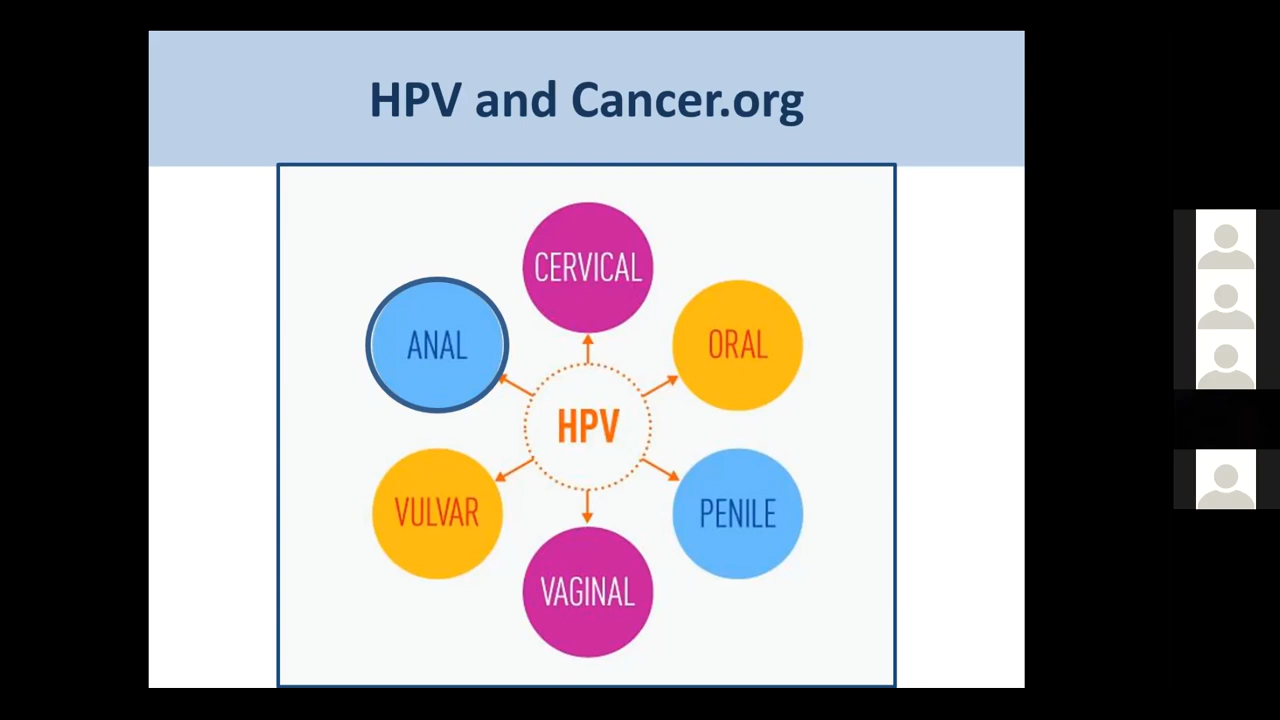 HPV and Cancer.org
CERVICAL
ANAL
ORAL
HPV
VULVAR
PENILE
VAGINAL